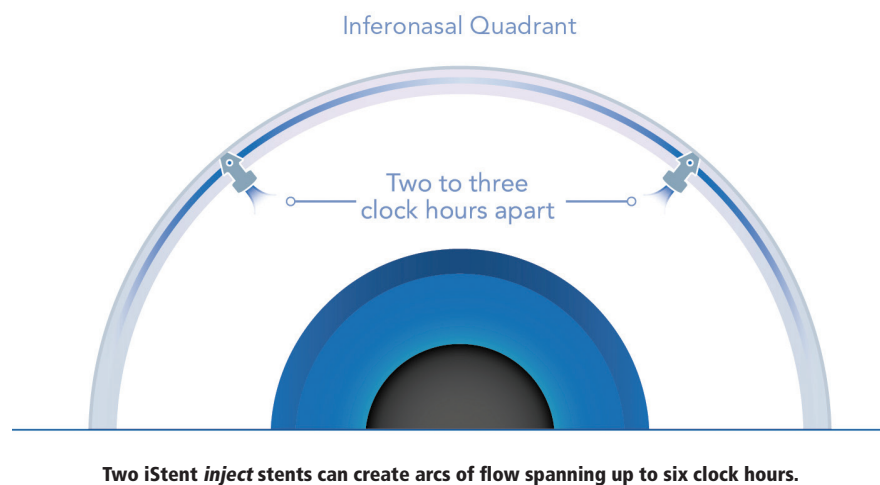 Inferonasal Quadrant
Two to three
clock hours apart
Two iStent inject stents can create arcs of flow spanning up to six clock hours.